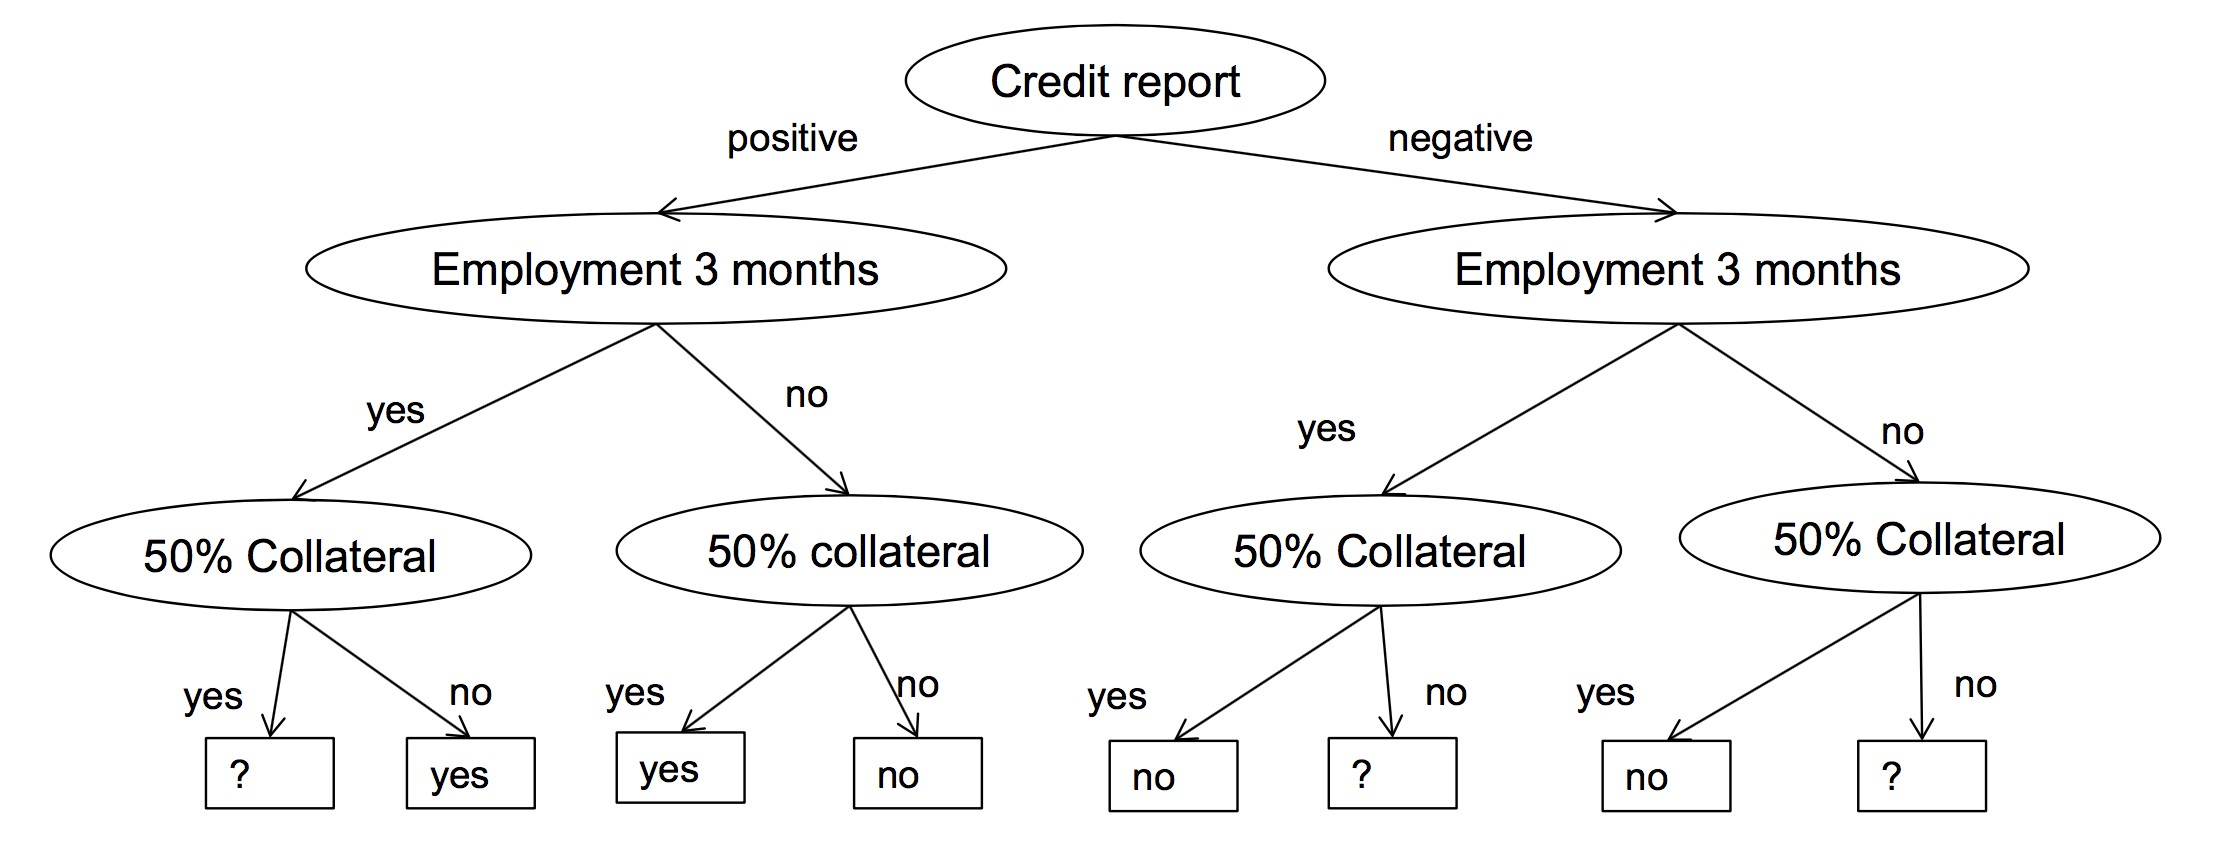 Credit report
positive
negative
Employment 3 months
Employment 3 months
yes
no
yes
no
50% Collateral
50% collateral
50% Collateral
50% Collateral
yes
no
yes
no
yes
no
yes
no
?
yes
yes
no
no
?
no
?